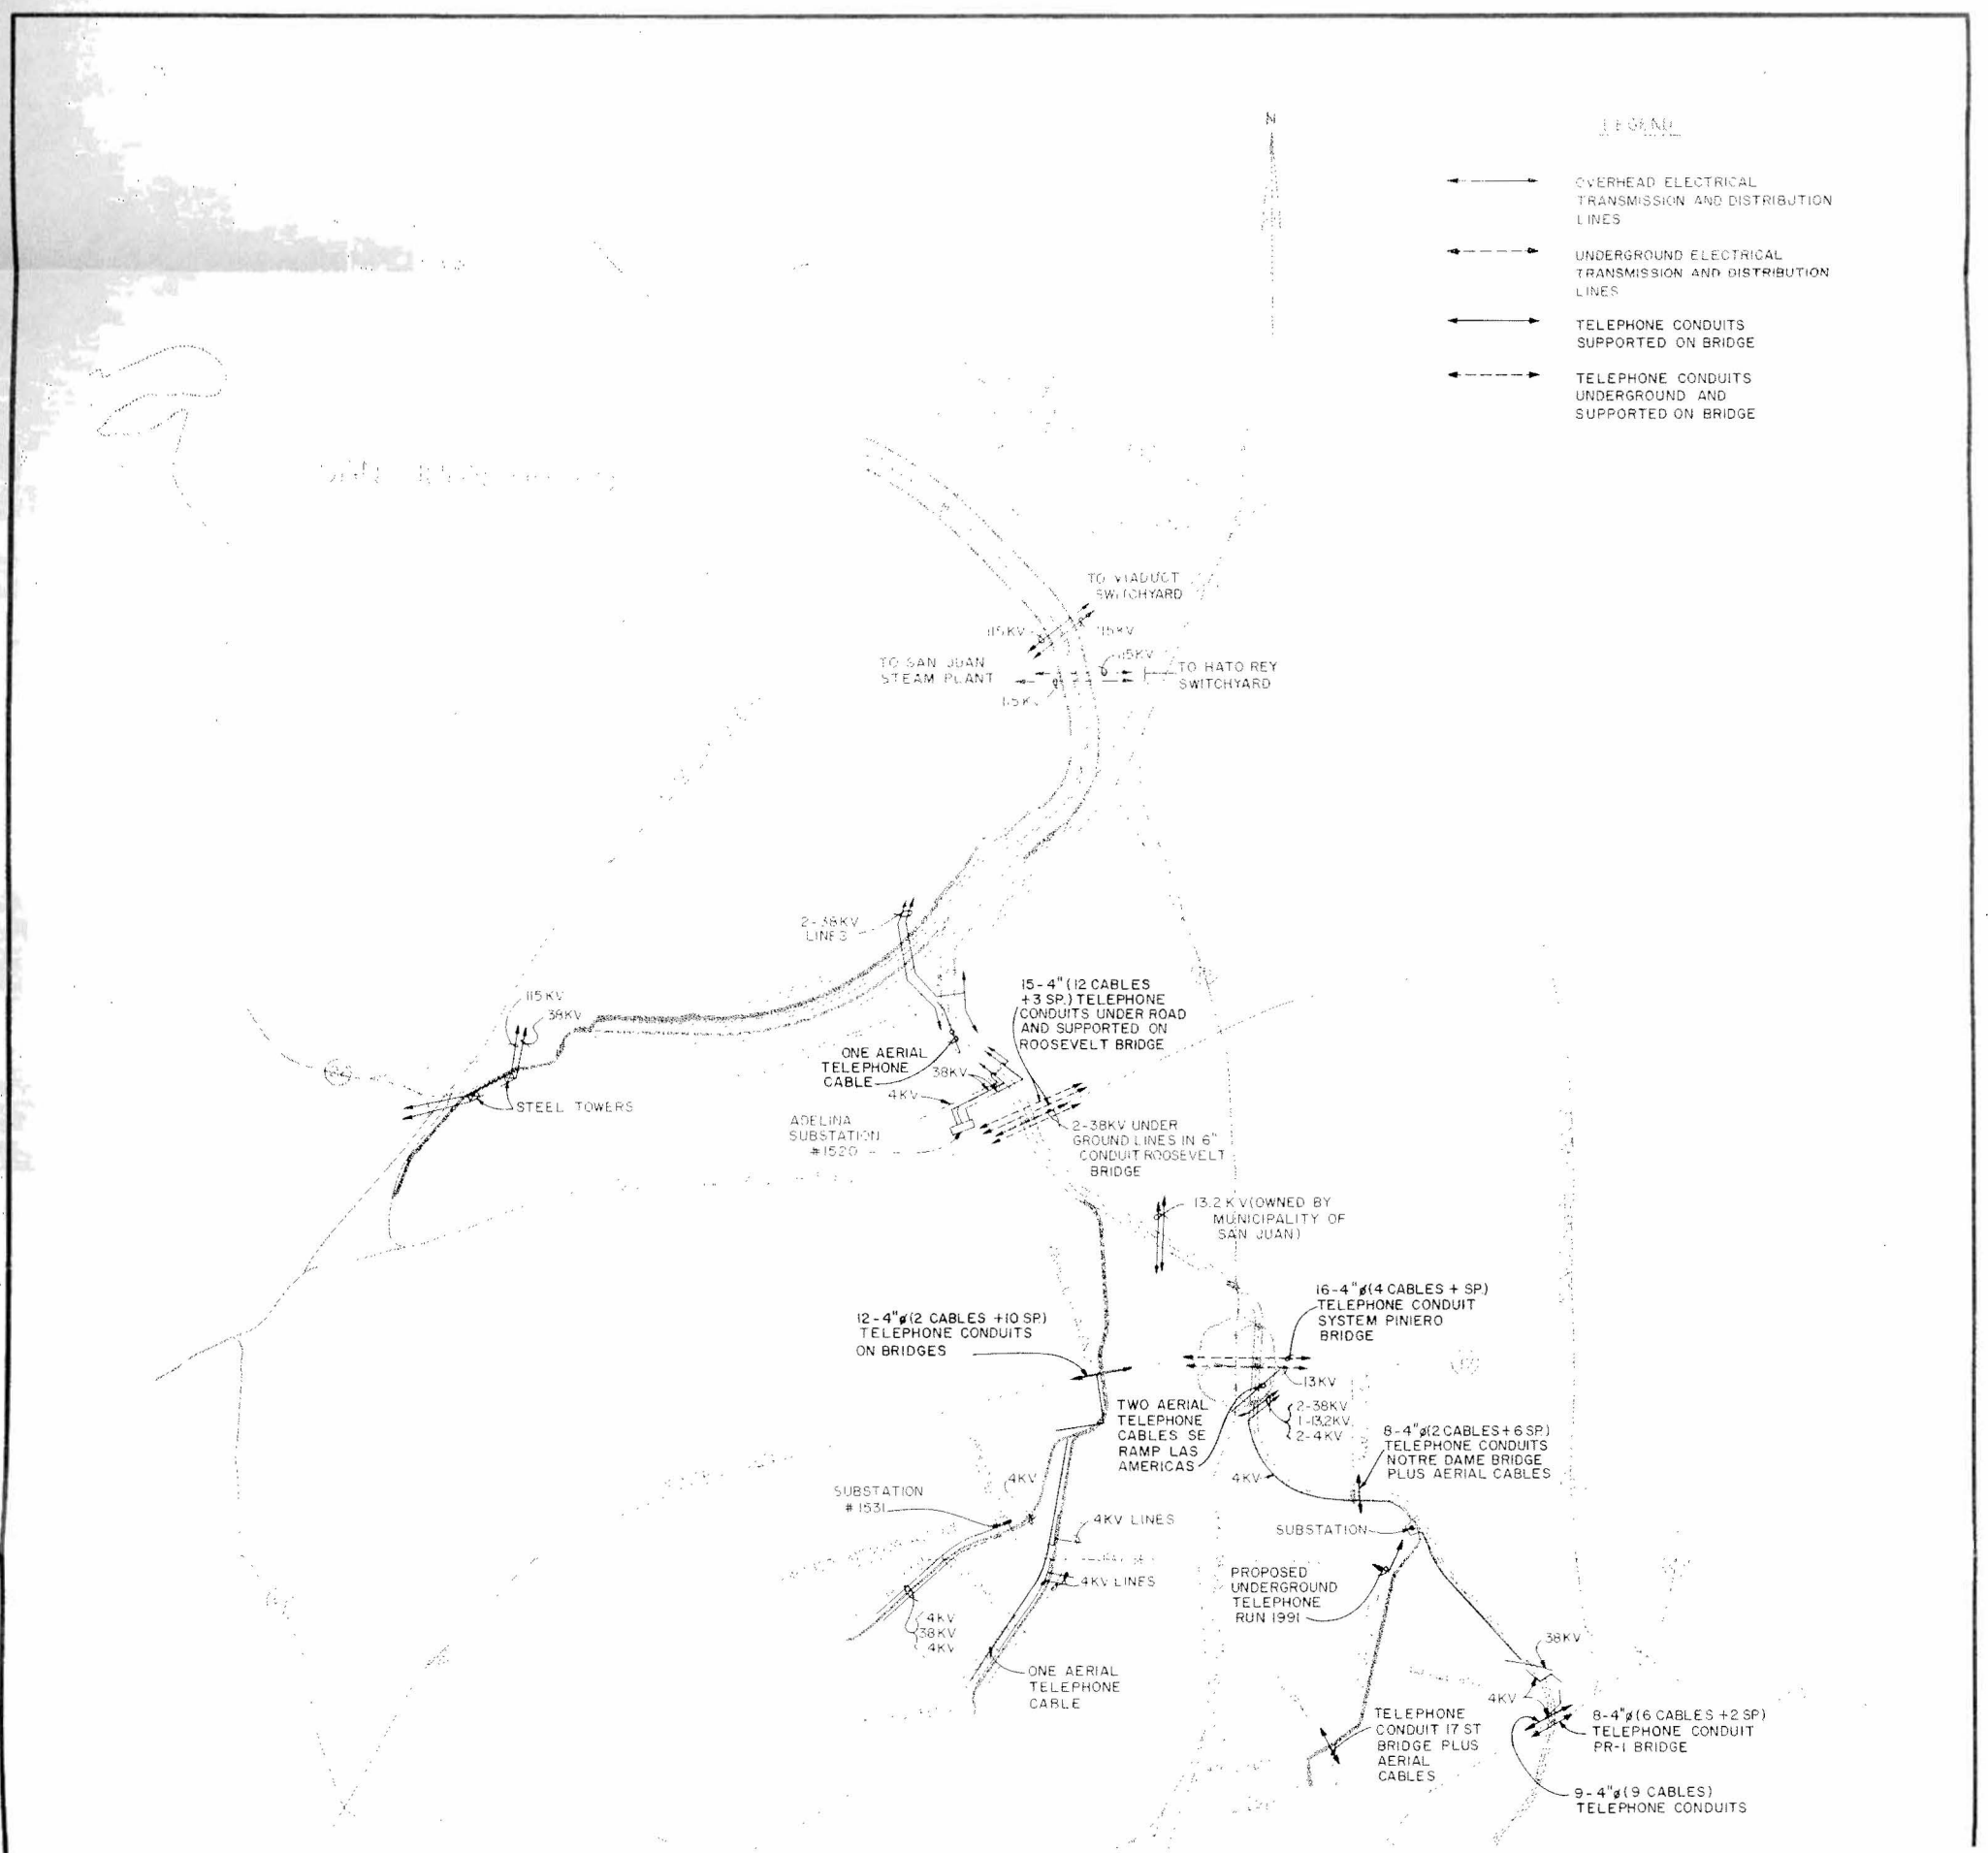 N
LEGEND
OVERHEAD ELECTRICAL
TRANSMISSION AND DISTRIBUTION
LINES
UNDERGROUND ELECTRICAL
TRANSMISSION AND DISTRIBUTION
LINES
TELEPHONE CONDUITS
SUPPORTED ON BRIDGE
TELEPHONE CONDUITS
UNDERGROUND AND
SUPPORTED ON BRIDGE
TO VIADUCT
SWITCHYARD
115KV
115KV
TO SAN JUAN
STEAM PLANT
115KV
TO HATO REY
SWITCHYARD
115KV
2-38KV
LINES
115KV
38KV
STEEL TOWERS
15-4" (12 CABLES
+3 SP.) TELEPHONE
CONDUITS UNDER ROAD
AND SUPPORTED ON
ROOSEVELT BRIDGE
ONE AERIAL
TELEPHONE
CABLE
38KV
4KV
ADELINA
SUBSTATION
#1520
2-38KV UNDER
GROUND LINES IN 6"
CONDUIT ROOSEVELT
BRIDGE
13.2 KV (OWNED BY
MUNICIPALITY OF
SAN JUAN)
16-4"ø(4 CABLES + SP.)
TELEPHONE CONDUIT
SYSTEM PINIERO
BRIDGE
12-4"ø(2 CABLES +10 SP.)
TELEPHONE CONDUITS
ON BRIDGES
13KV
2-38KV
1-13.2KV
2-4KV
TWO AERIAL
TELEPHONE
CABLES SE
RAMP LAS
AMERICAS
8-4"ø(2 CABLES+6 SP.)
TELEPHONE CONDUITS
NOTRE DAME BRIDGE
PLUS AERIAL CABLES
4KV
4KV
SUBSTATION
#1531
4KV LINES
SUBSTATION
4KV LINES
PROPOSED
UNDERGROUND
TELEPHONE
RUN 1991
4KV
38KV
4KV
38KV
ONE AERIAL
TELEPHONE
CABLE
4KV
TELEPHONE
CONDUIT 17 ST
BRIDGE PLUS
AERIAL
CABLES
8-4"ø(6 CABLES +2 SP)
TELEPHONE CONDUIT
PR-1 BRIDGE
9-4"ø(9 CABLES)
TELEPHONE CONDUITS